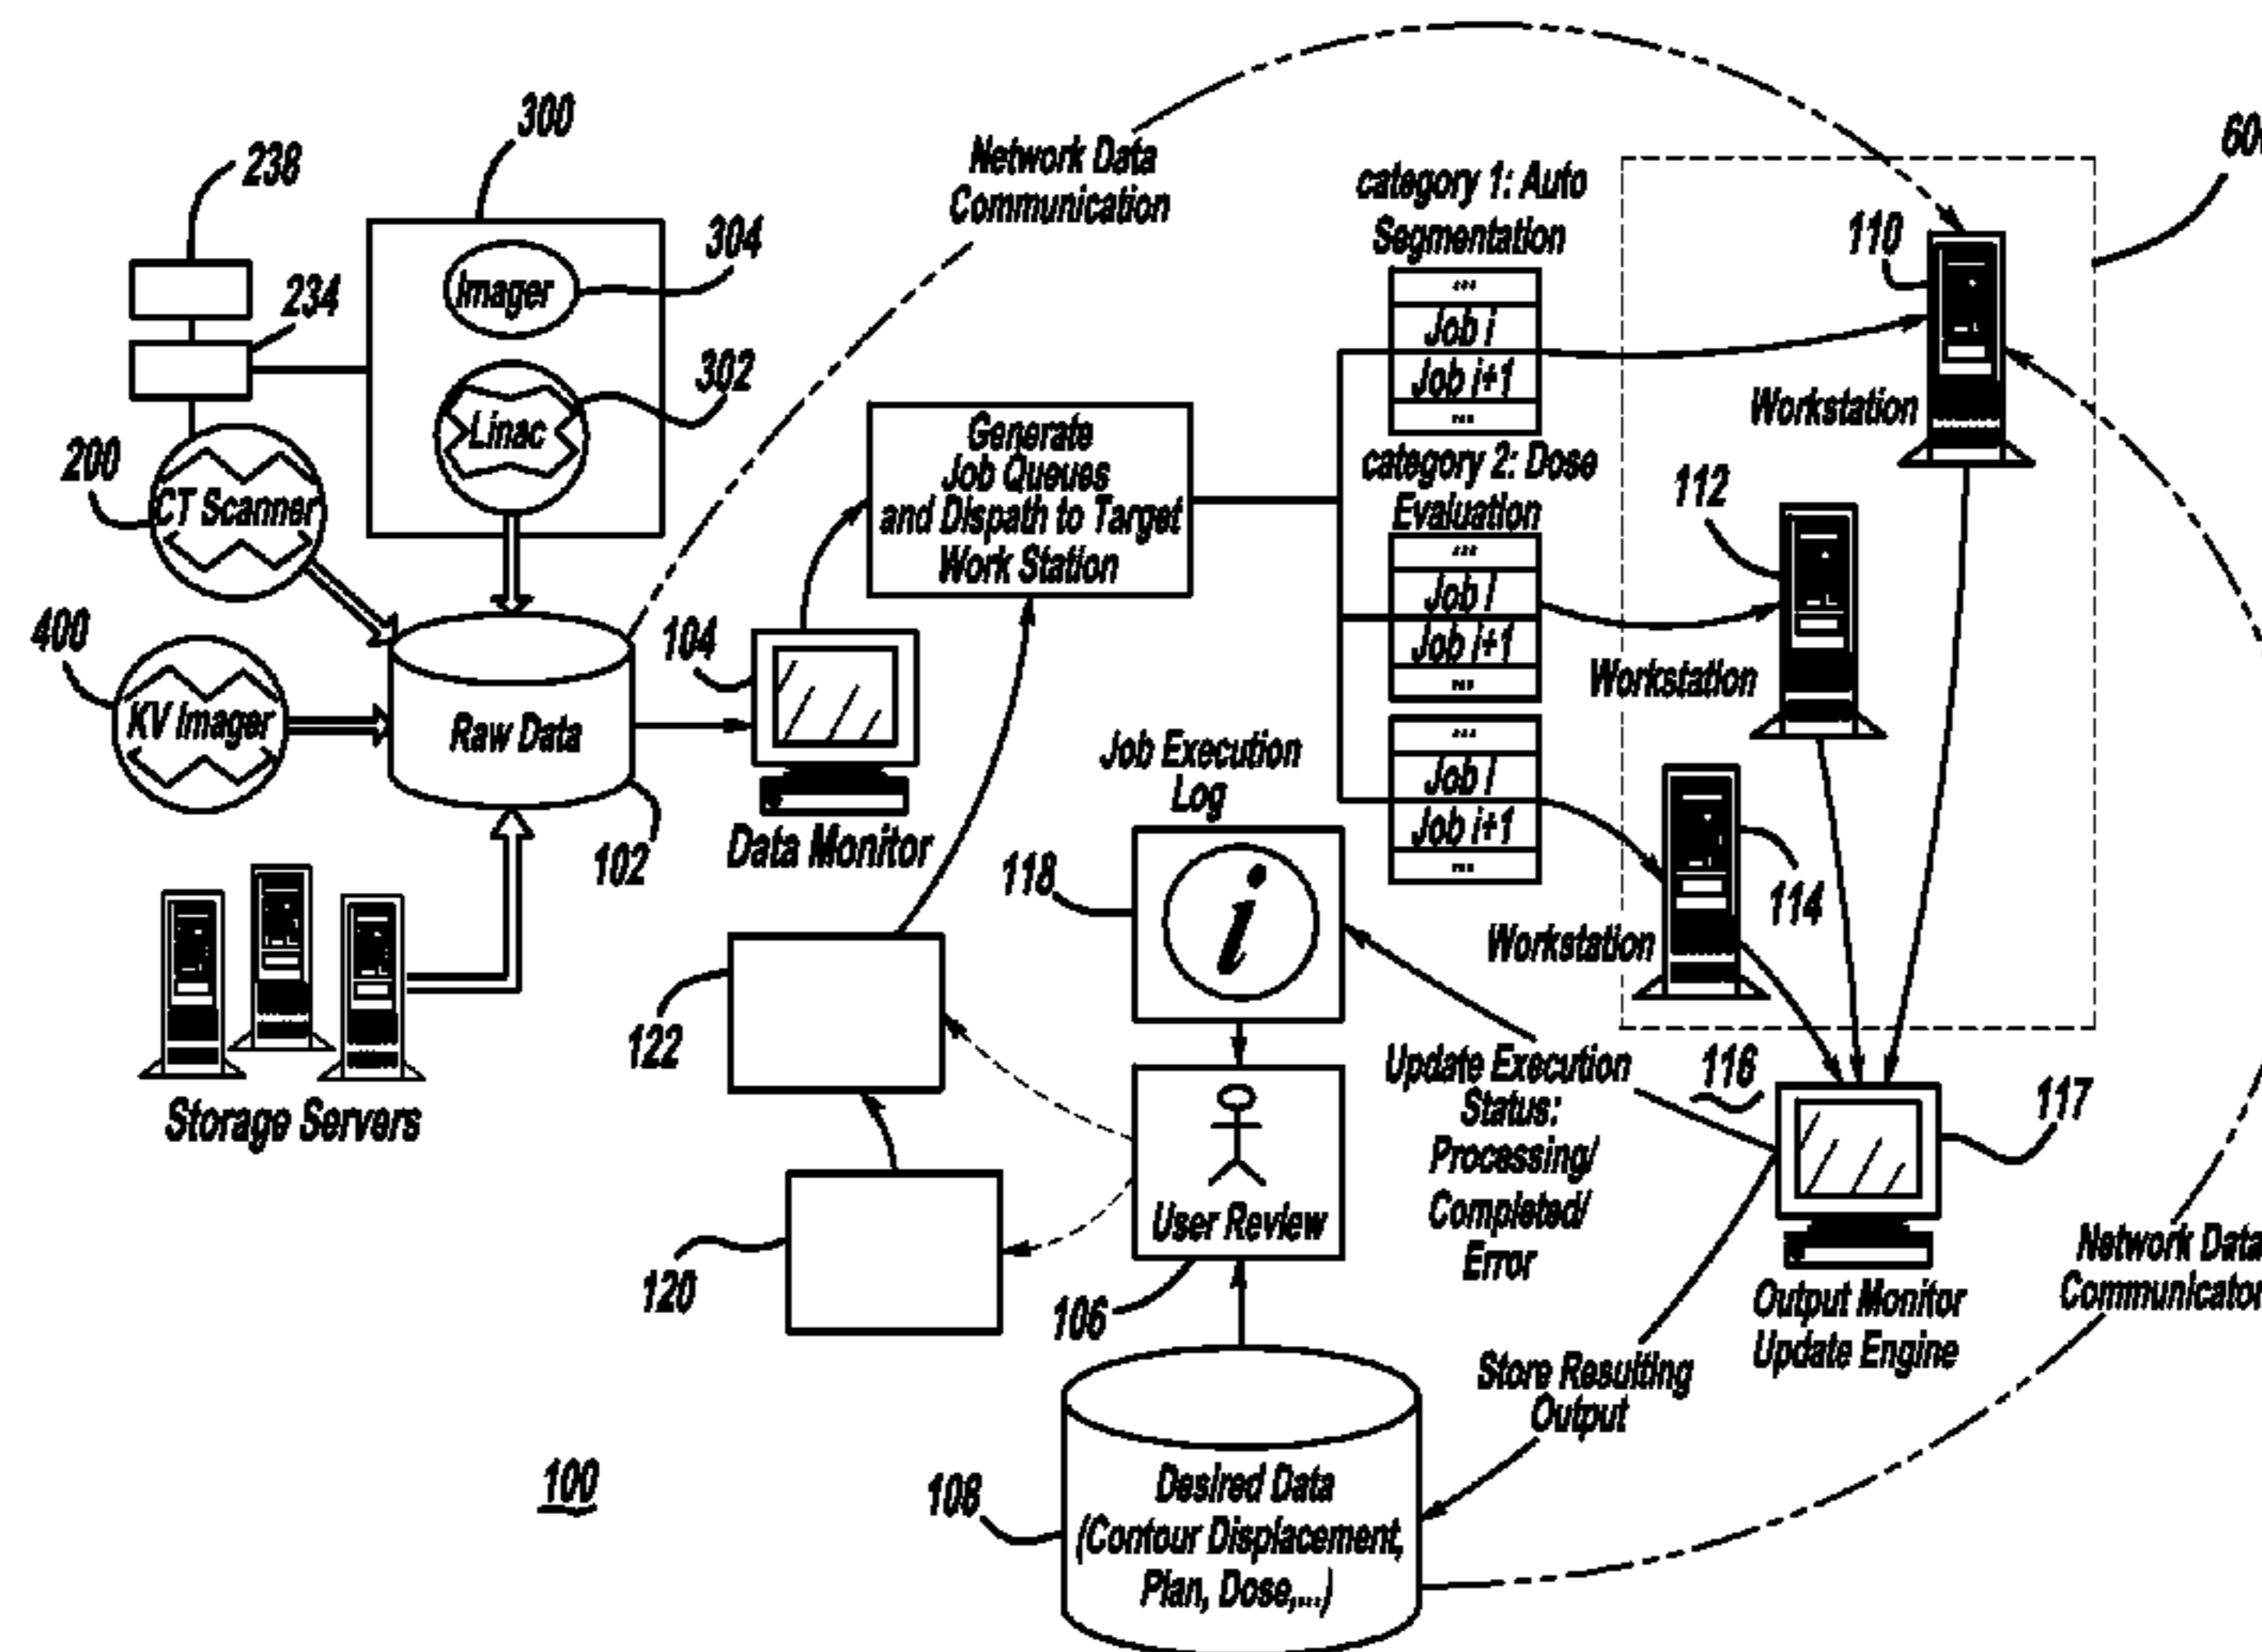 300
238
Network Data
Communication
304
Imager
234
302
Linac
200
CT Scanner
400
KV Imager
Raw Data
102
Storage Servers
104
Data Monitor
Generate
Job Queues
and Dispath to Target
Work Station
category 1: Auto
Segmentation
...
Job i
Job i+1
...
category 2: Dose
Evaluation
...
Job i
Job i+1
...
...
Job i
Job i+1
...
110
Workstation
112
Workstation
114
Workstation
Job Execution
Log
118
i
122
120
User Review
106
Update Execution
Status:
Processing/
Completed/
Error
116
117
Output Monitor
Update Engine
Network Data
Store Resulting
Output
108
Desired Data
(Contour Displacement,
Plan, Dose,...)
100